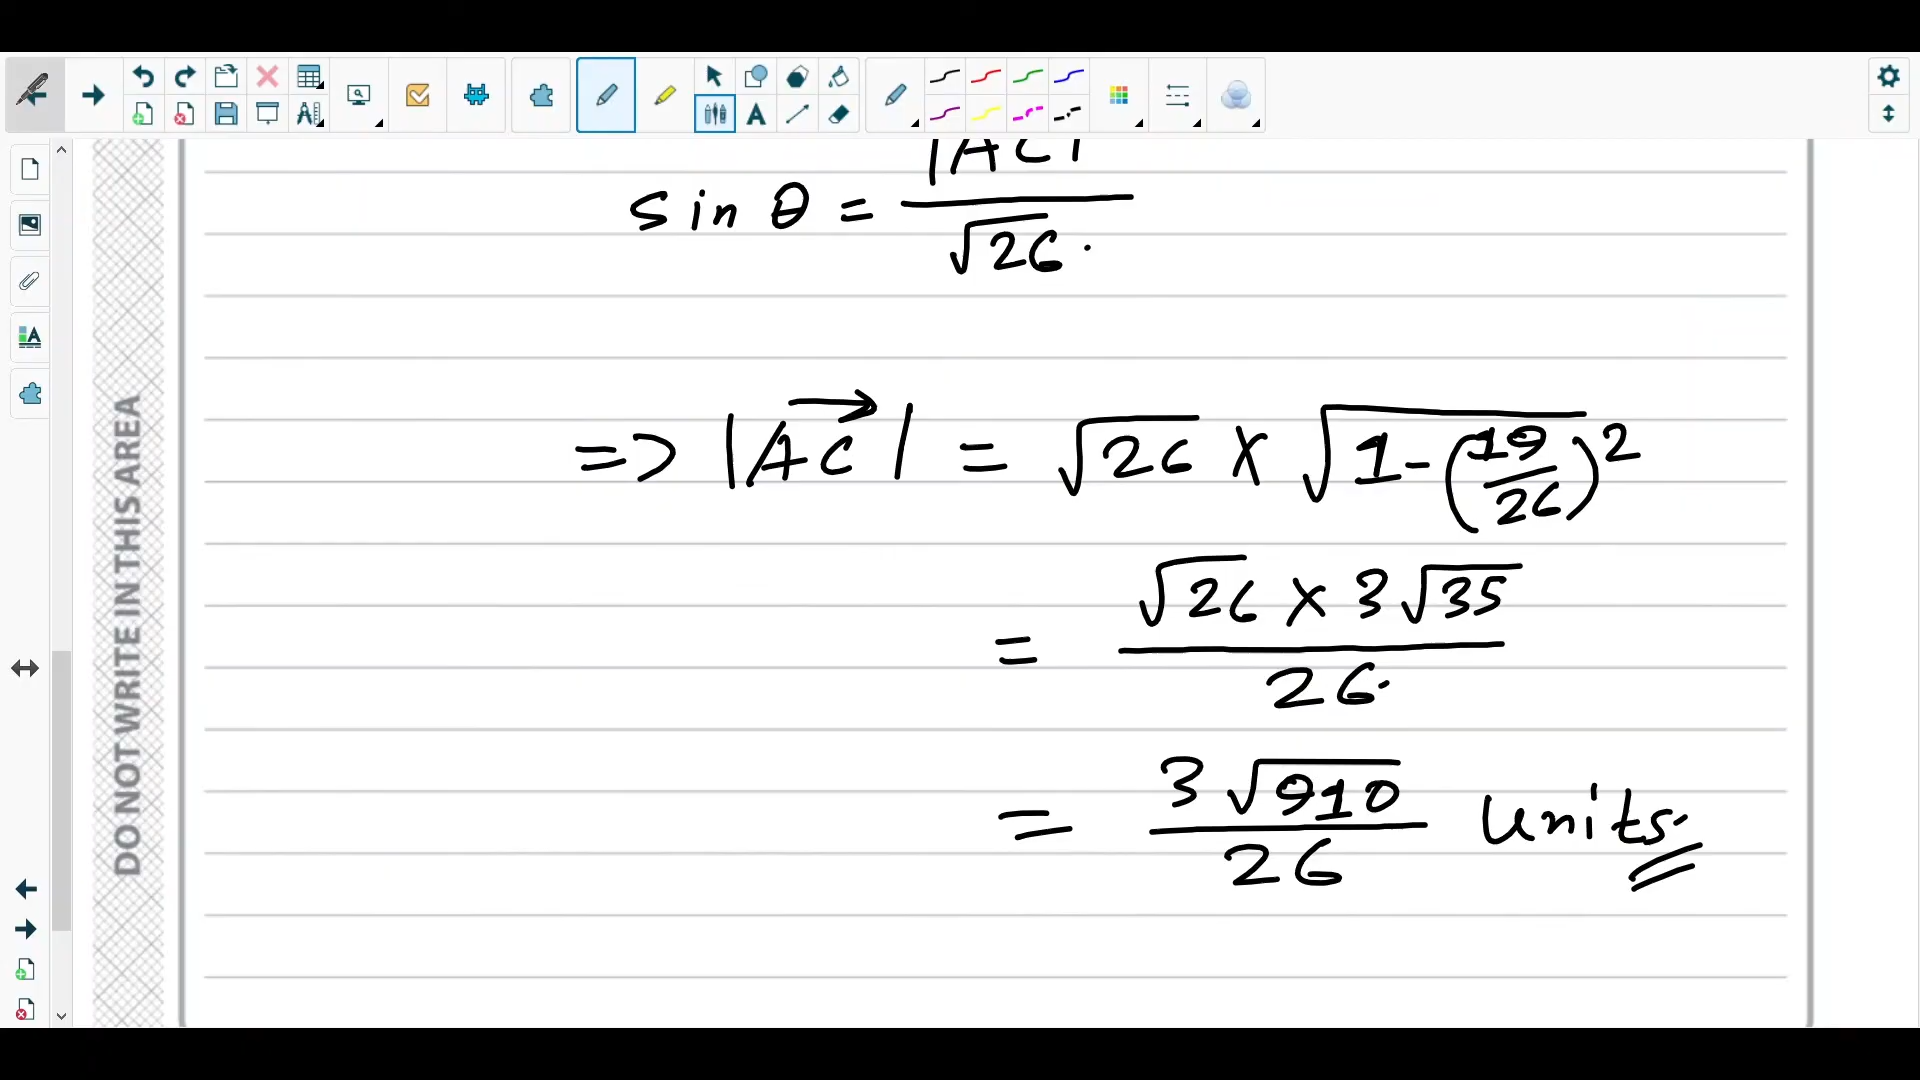 sin θ = |AC| / √26.
=> |AC→| = √26 × √1-(19/26)²
= √26 × 3√35 / 26.
= 3√910 / 26 units.
DO NOT WRITE IN THIS AREA